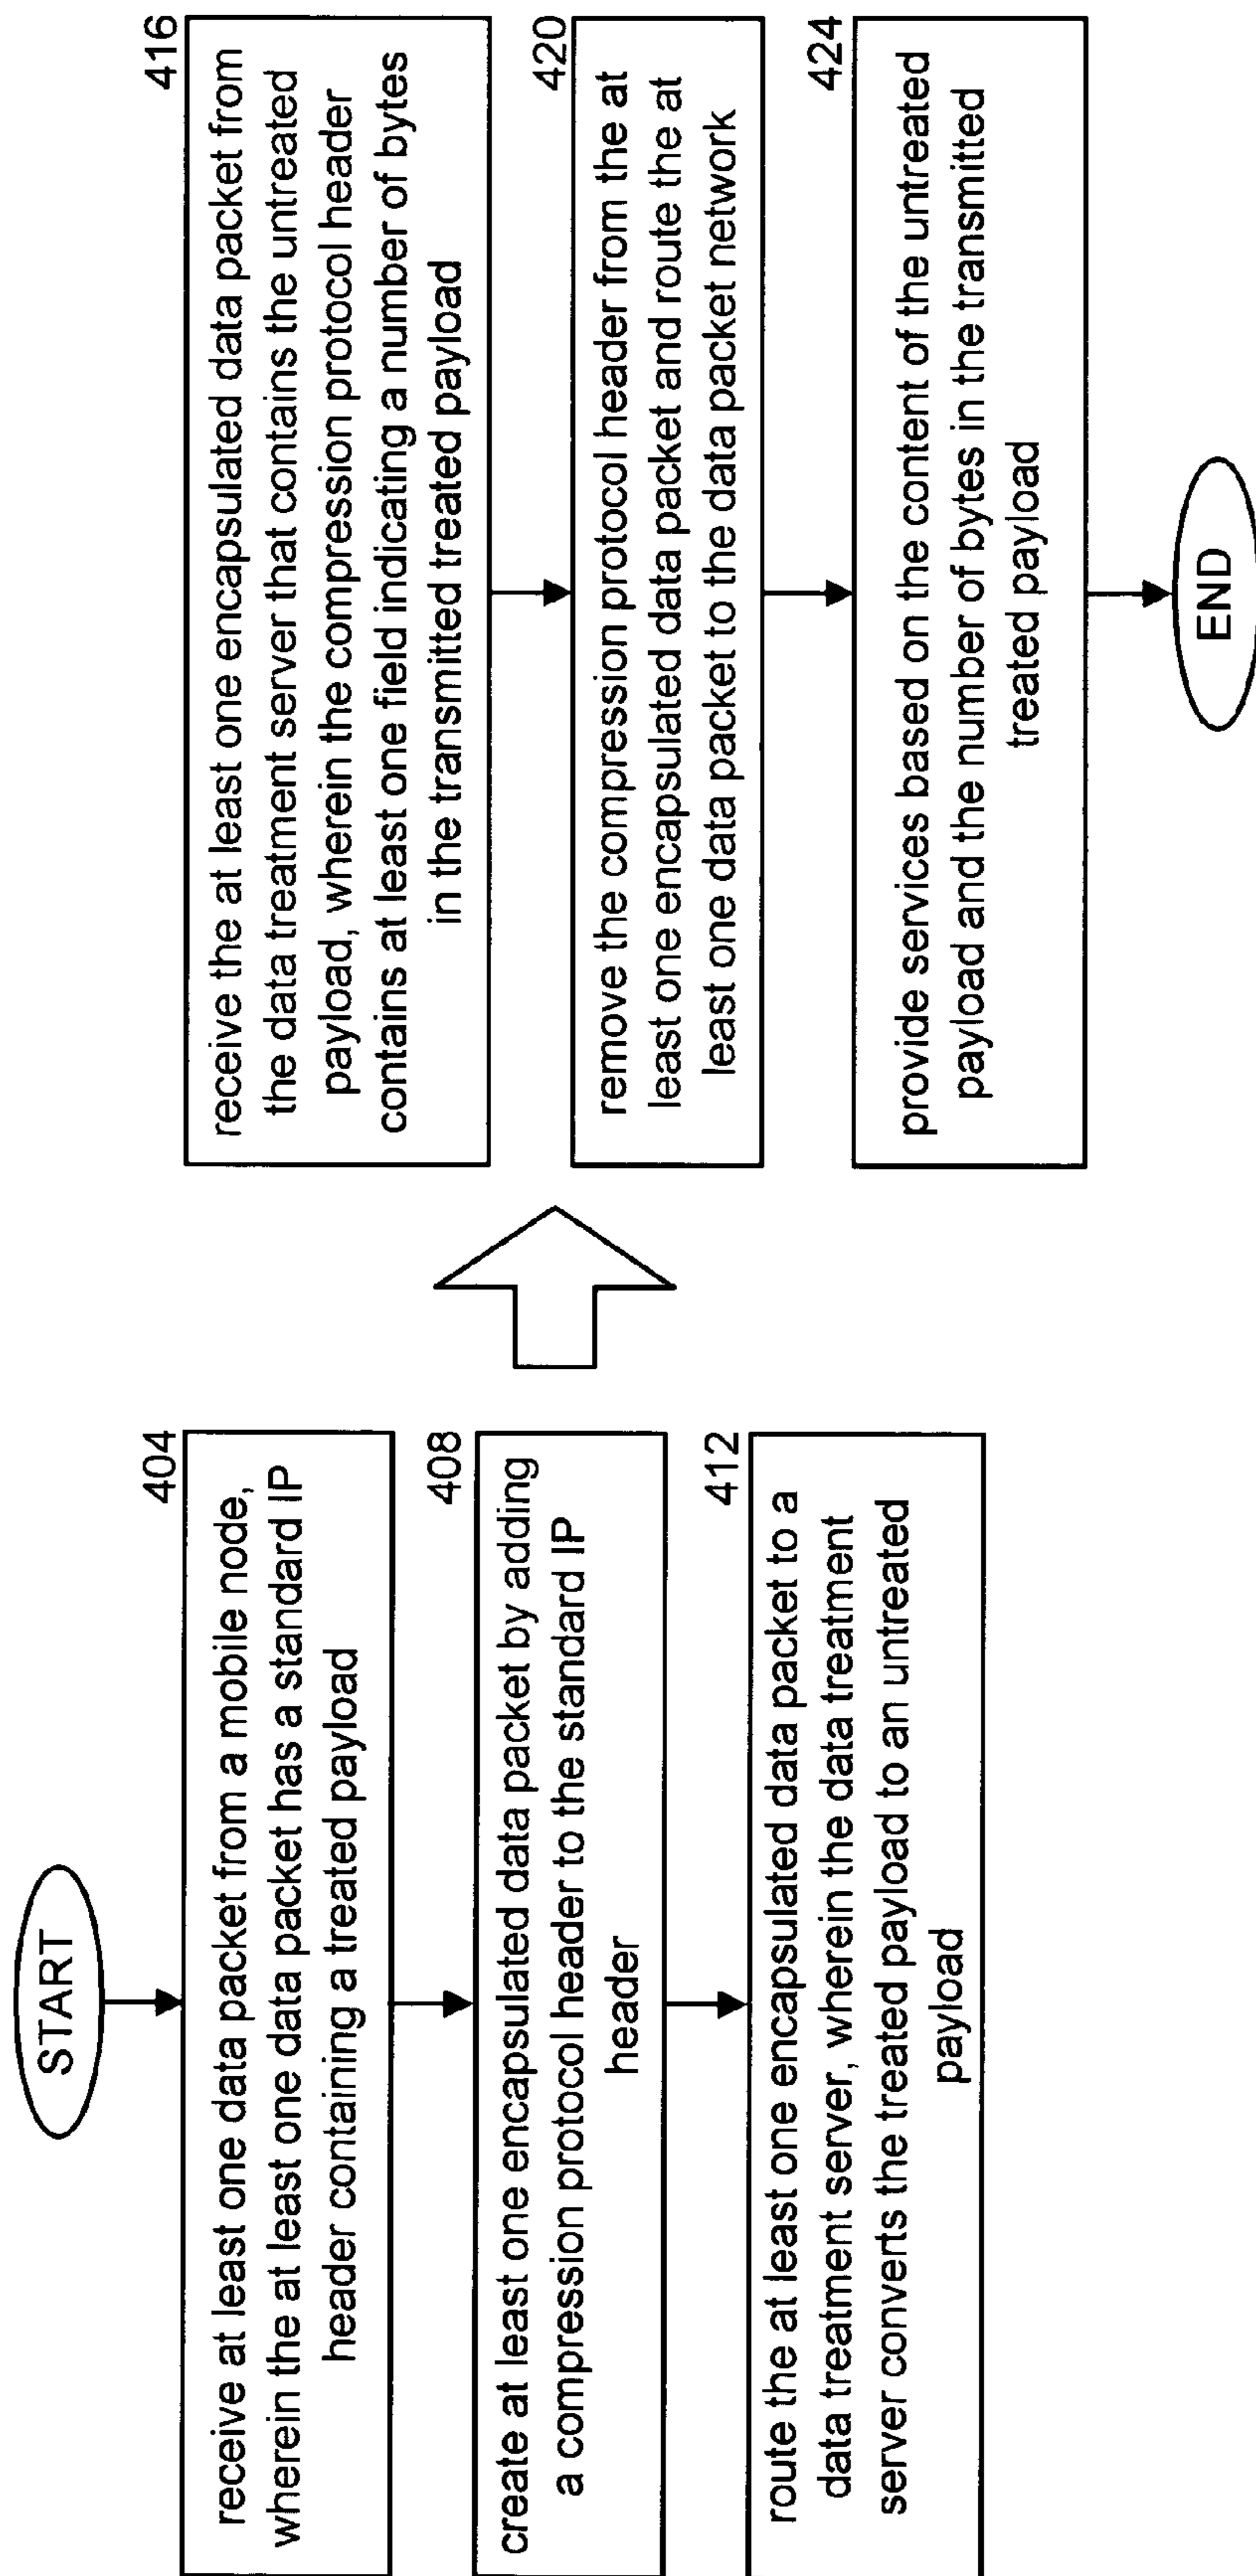 START
404
receive at least one data packet from a mobile node,
wherein the at least one data packet has a standard IP
header containing a treated payload
408
create at least one encapsulated data packet by adding
a compression protocol header to the standard IP
header
412
route the at least one encapsulated data packet to a
data treatment server, wherein the data treatment
server converts the treated payload to an untreated
payload
416
receive the at least one encapsulated data packet from
the data treatment server that contains the untreated
payload, wherein the compression protocol header
contains at least one field indicating a number of bytes
in the transmitted treated payload
420
remove the compression protocol header from the at
least one encapsulated data packet and route the at
least one data packet to the data packet network
424
provide services based on the content of the untreated
payload and the number of bytes in the transmitted
treated payload
END